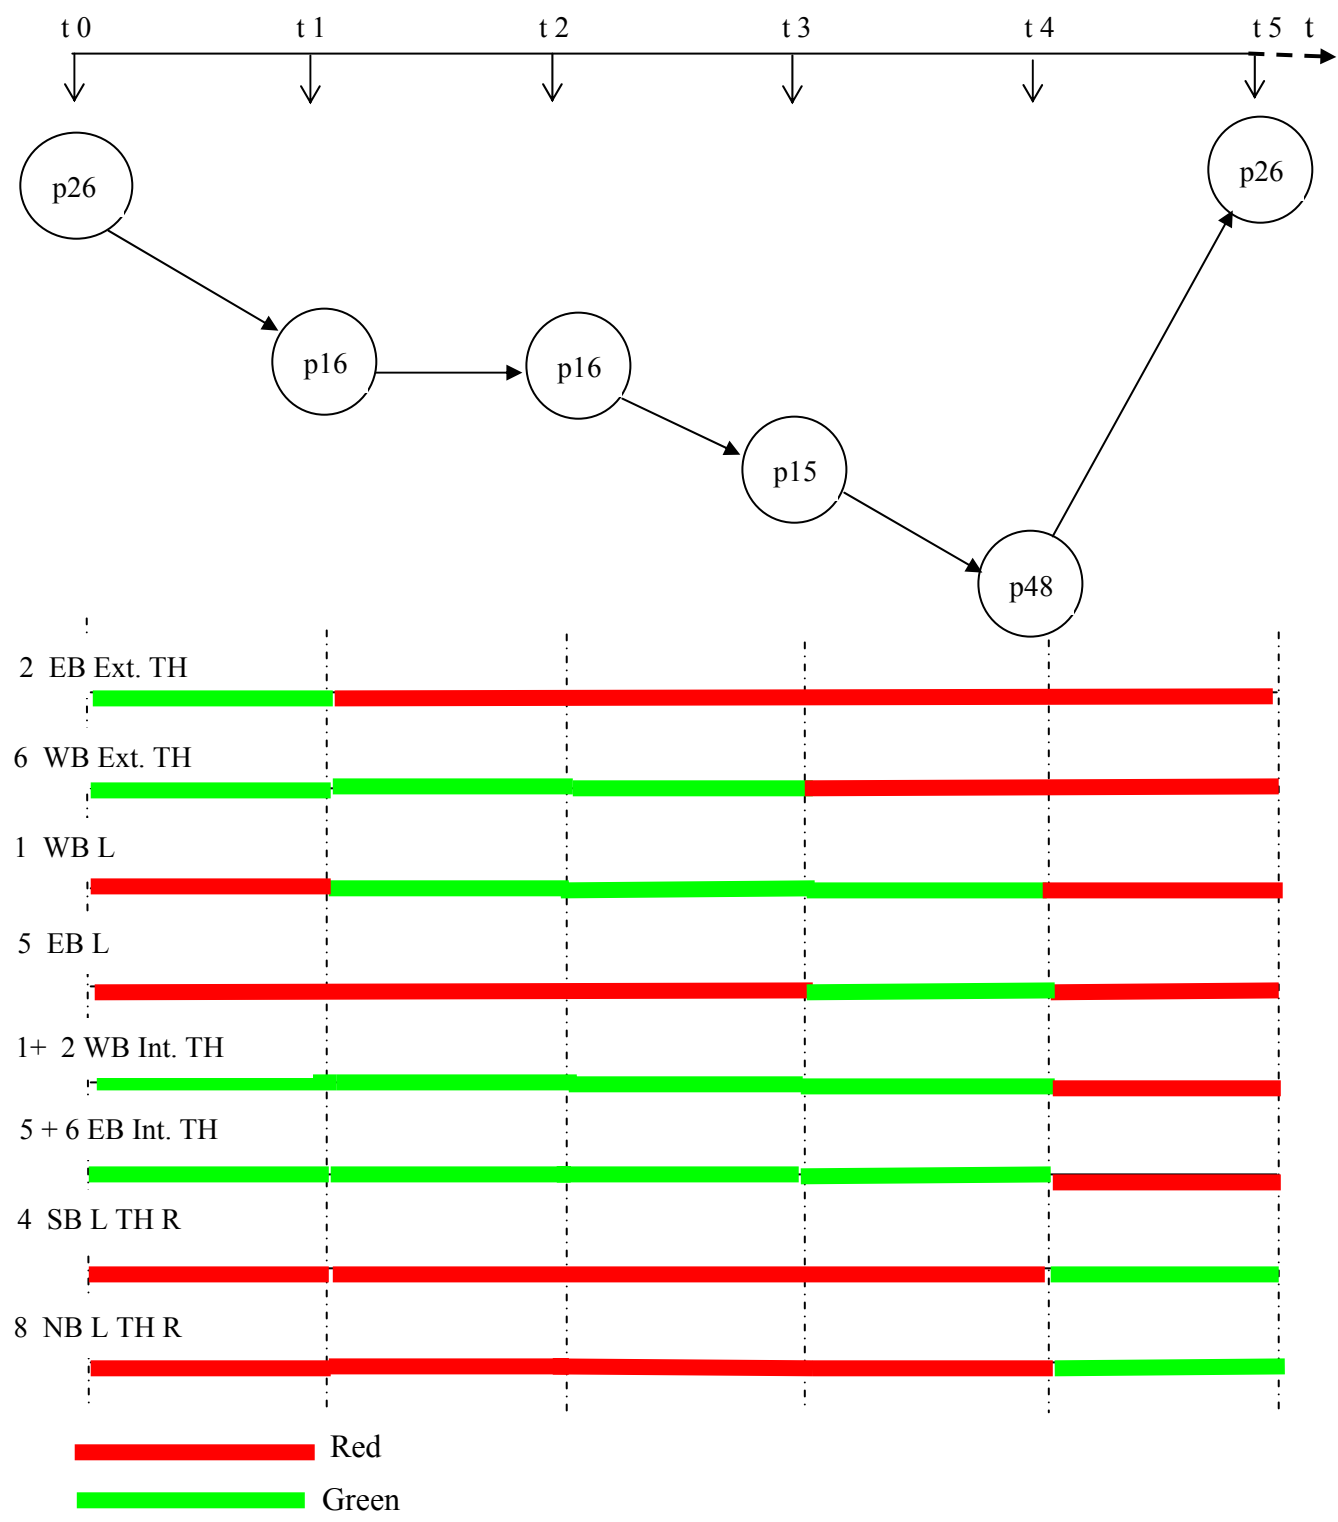 t 0 t 1 t 2 t 3 t 4 t 5 t
p26 p26
p16 p16
p15
p48
2 EB Ext. TH
6 WB Ext. TH
1 WB L
5 EB L
1+ 2 WB Int. TH
5 + 6 EB Int. TH
4 SB L TH R
8 NB L TH R
Red
Green